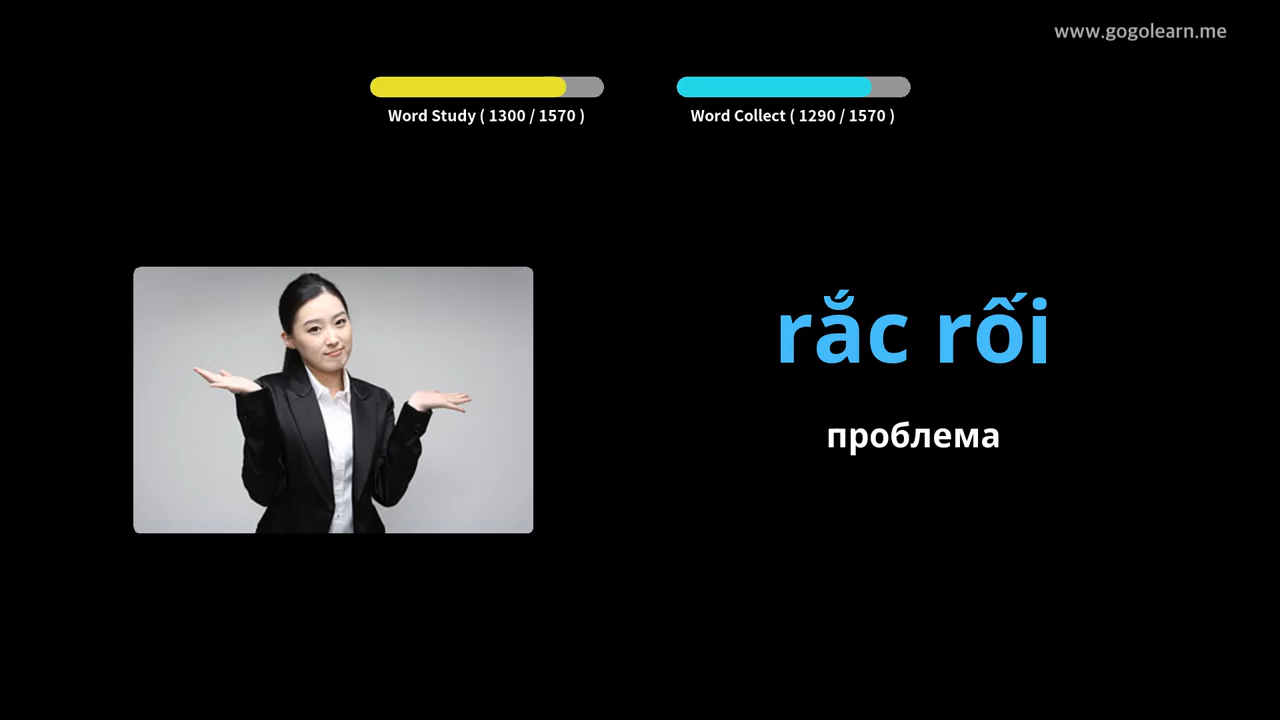 www.gogolearn.me
Word Study ( 1300 / 1570 )
Word Collect ( 1290 / 1570 )
rắc rối
проблема